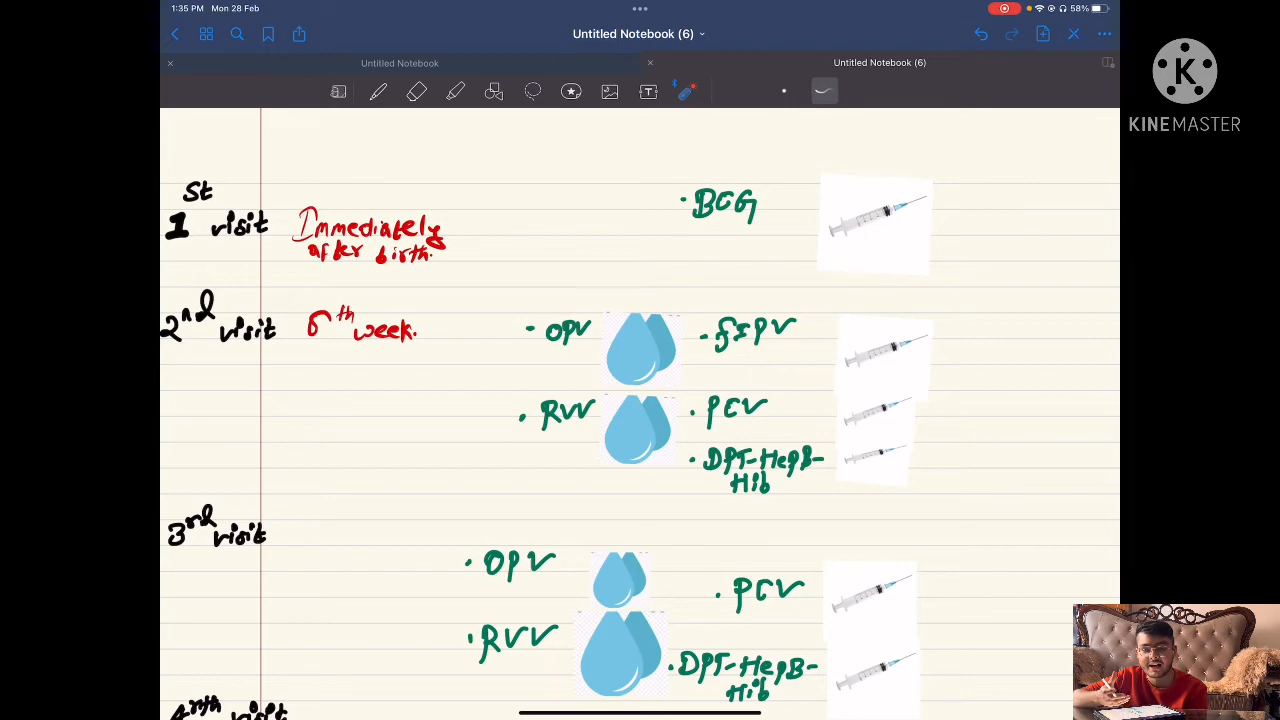 1:35 PM Mon 28 Feb
58%
Untitled Notebook (6)
Untitled Notebook
Untitled Notebook (6)
K
KINEMASTER
1st visit
Immediately
after birth.
• BCG
2nd visit
6th week.
• OPV
• fIPV
• RVV
• PCV
• DPT-HepB-
Hib
3rd visit
• OPV
• PCV
• RVV
• DPT-HepB-
Hib
4th visit